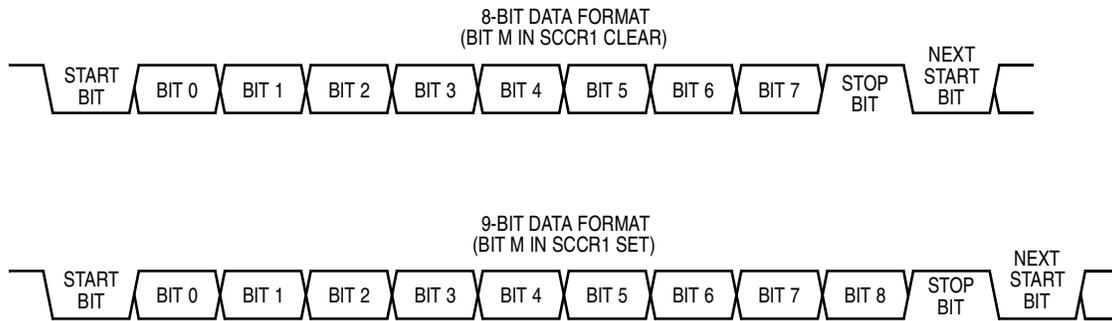 8-BIT DATA FORMAT
(BIT M IN SCCR1 CLEAR)
START
BIT
BIT 0
BIT 1
BIT 2
BIT 3
BIT 4
BIT 5
BIT 6
BIT 7
STOP
BIT
NEXT
START
BIT
9-BIT DATA FORMAT
(BIT M IN SCCR1 SET)
START
BIT
BIT 0
BIT 1
BIT 2
BIT 3
BIT 4
BIT 5
BIT 6
BIT 7
BIT 8
STOP
BIT
NEXT
START
BIT